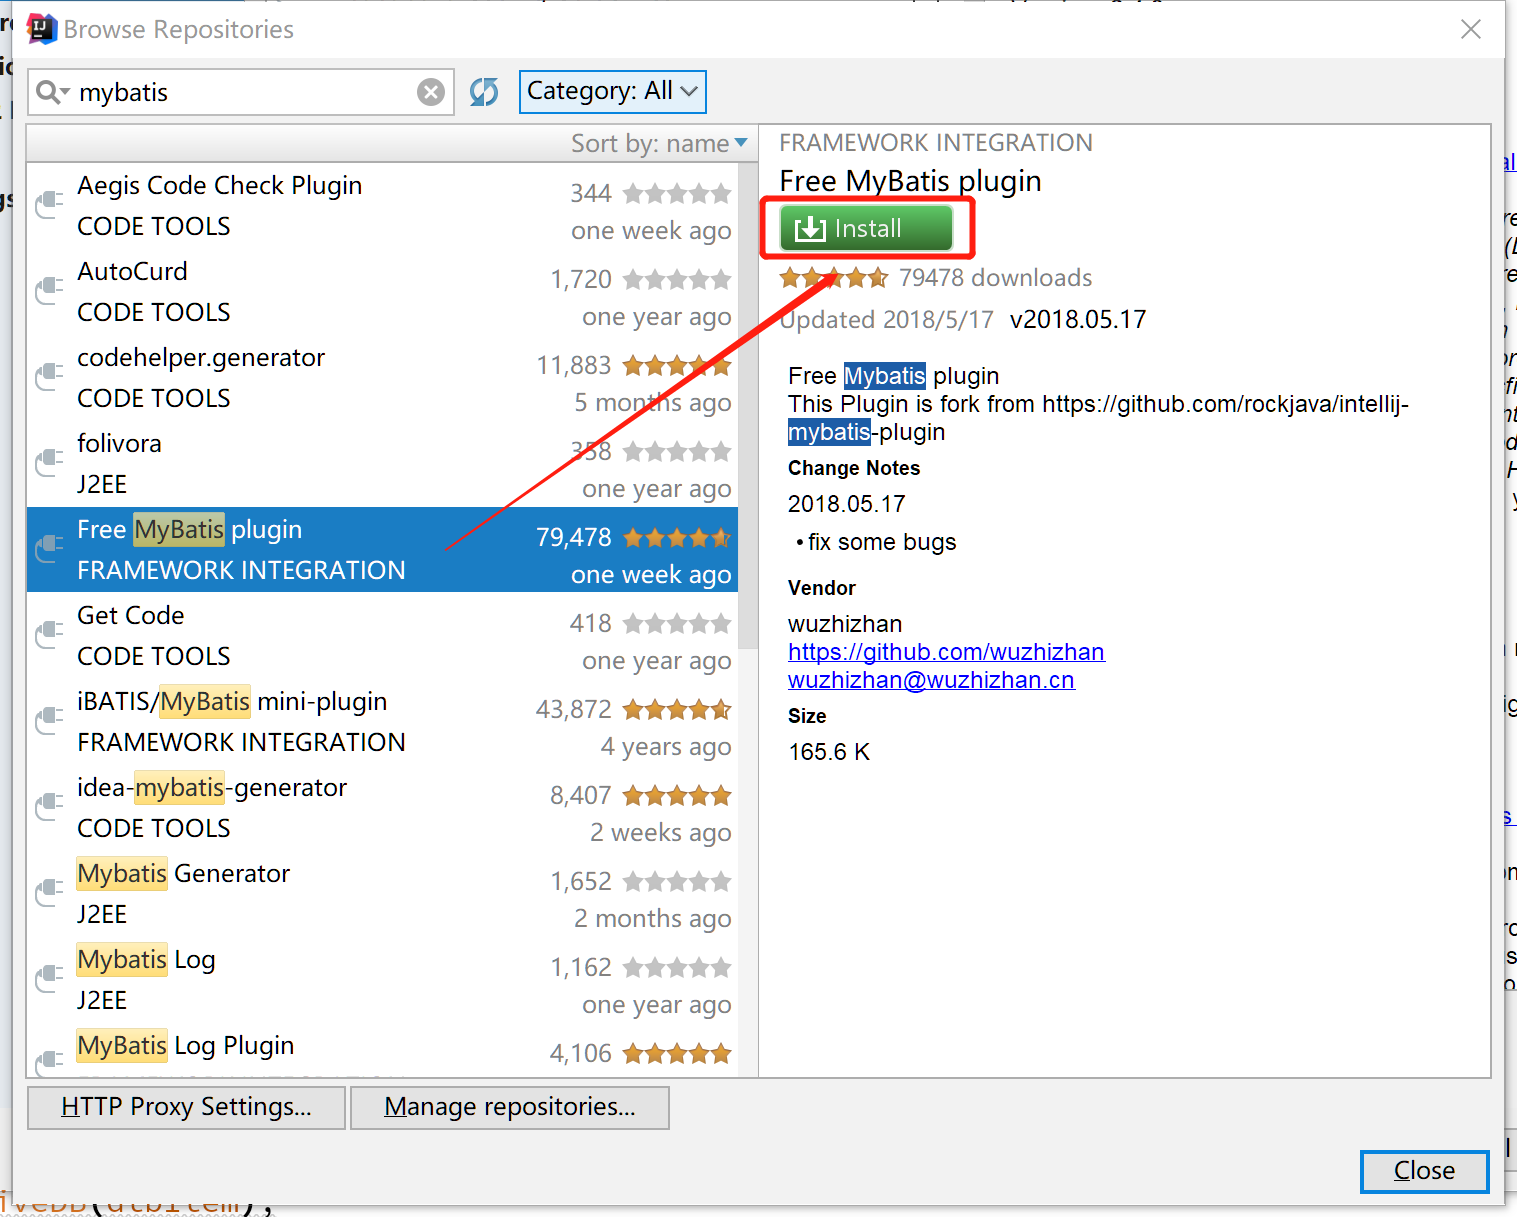 Browse Repositories
mybatis
Category: All
Sort by: name
Aegis Code Check Plugin
344
CODE TOOLS
one week ago
AutoCurd
1,720
CODE TOOLS
one year ago
codehelper.generator
11,883
CODE TOOLS
5 months ago
folivora
358
J2EE
one year ago
Free MyBatis plugin
79,478
FRAMEWORK INTEGRATION
one week ago
Get Code
418
CODE TOOLS
one year ago
iBATIS/MyBatis mini-plugin
43,872
FRAMEWORK INTEGRATION
4 years ago
idea-mybatis-generator
8,407
CODE TOOLS
2 weeks ago
Mybatis Generator
1,652
J2EE
2 months ago
Mybatis Log
1,162
J2EE
one year ago
MyBatis Log Plugin
4,106
FRAMEWORK INTEGRATION
Free MyBatis plugin
Install
79478 downloads
Updated 2018/5/17 v2018.05.17
Free Mybatis plugin
This Plugin is fork from https://github.com/rockjava/intellij-
mybatis-plugin
Change Notes
2018.05.17
• fix some bugs
Vendor
wuzhizhan
https://github.com/wuzhizhan
wuzhizhan@wuzhizhan.cn
Size
165.6 K
HTTP Proxy Settings...
Manage repositories...
Close